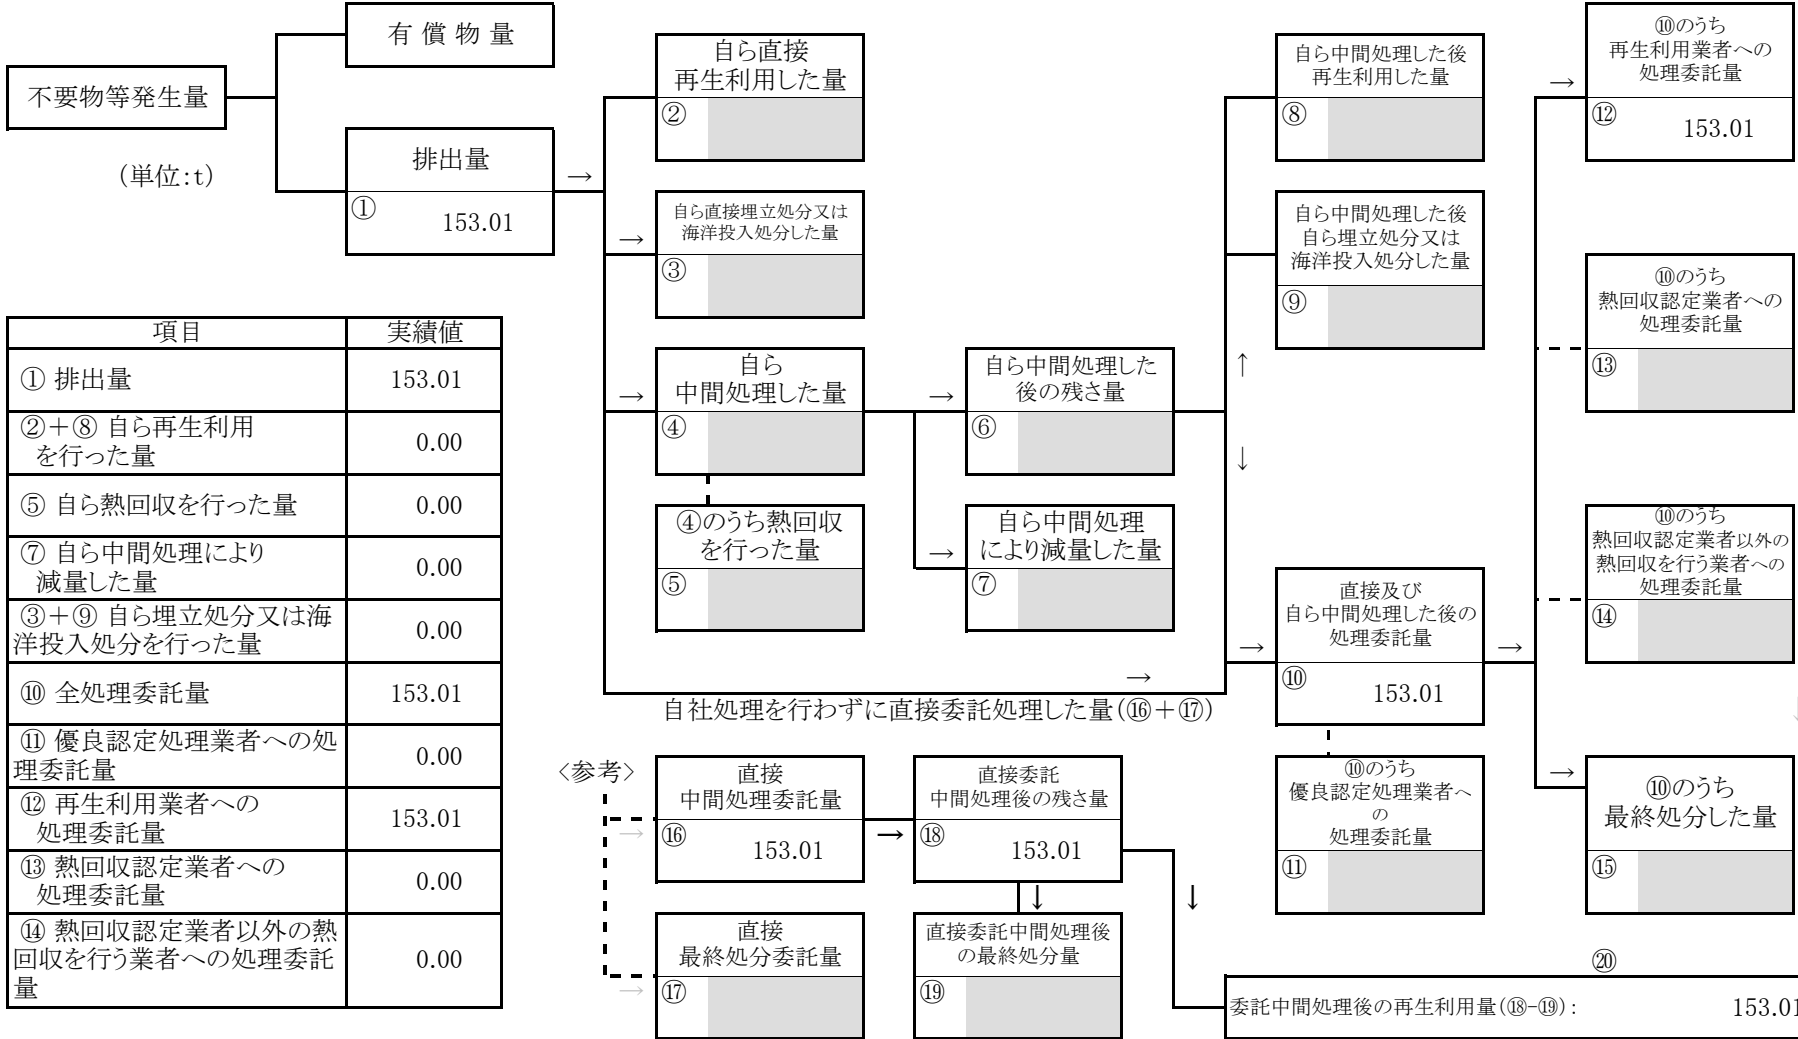 有 償 物 量
不要物等発生量
(単位:t)
排出量
①
153.01
→
自ら直接
再生利用した量
②
→
自ら直接埋立処分又は
海洋投入処分した量
③
→
自ら
中間処理した量
④
④のうち熱回収
を行った量
⑤
→
自ら中間処理した
後の残さ量
⑥
→
自ら中間処理
により減量した量
⑦
↑
↓
自ら中間処理した後
再生利用した量
⑧
自ら中間処理した後
自ら埋立処分又は
海洋投入処分した量
⑨
→
自社処理を行わずに直接委託処理した量(⑯+⑰)
→
直接及び
自ら中間処理した後の
処理委託量
⑩
153.01
→
⑩のうち
優良認定処理業者へ
の
処理委託量
⑪
→
⑩のうち
再生利用業者への
処理委託量
⑫
153.01
⑩のうち
熱回収認定業者への
処理委託量
⑬
⑩のうち
熱回収認定業者以外の
熱回収を行う業者への
処理委託量
⑭
→
⑩のうち
最終処分した量
⑮
項目 実績値
① 排出量 153.01
②+⑧ 自ら再生利用
を行った量 0.00
⑤ 自ら熱回収を行った量 0.00
⑦ 自ら中間処理により
減量した量 0.00
③+⑨ 自ら埋立処分又は海
洋投入処分を行った量 0.00
⑩ 全処理委託量 153.01
⑪ 優良認定処理業者への処
理委託量 0.00
⑫ 再生利用業者への
処理委託量 153.01
⑬ 熱回収認定業者への
処理委託量 0.00
⑭ 熱回収認定業者以外の熱
回収を行う業者への処理委託
量 0.00
〈参考〉
→
直接
中間処理委託量
⑯
153.01
→
直接委託
中間処理後の残さ量
⑱
153.01
↓
↓
→
直接
最終処分委託量
⑰
直接委託中間処理後
の最終処分量
⑲
⑳
委託中間処理後の再生利用量(⑱-⑲): 153.01